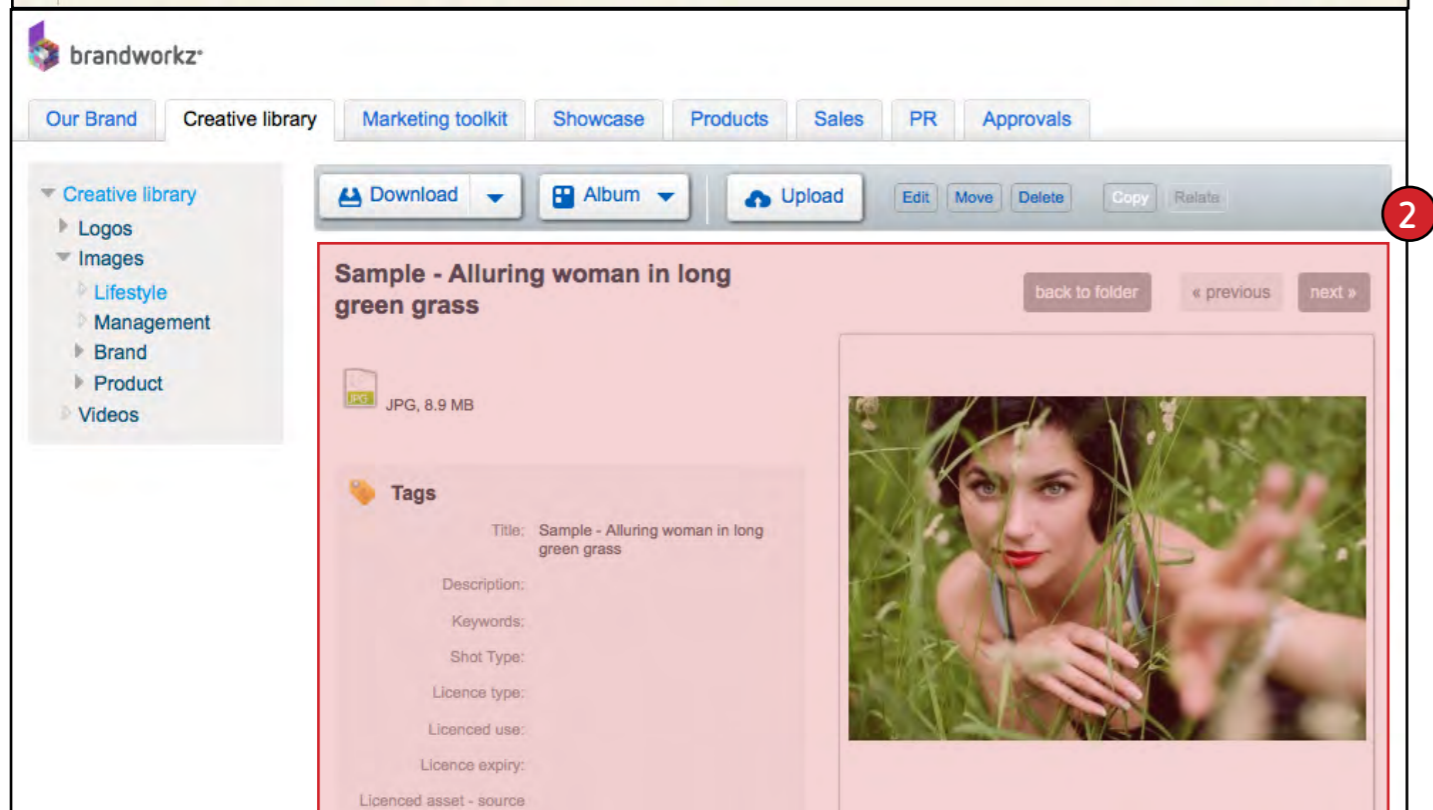 brandworkz
Our Brand Creative library Marketing toolkit Showcase Products Sales PR Approvals
Creative library
Logos
Images
Lifestyle
Management
Brand
Product
Videos
Download Album Upload Edit Move Delete Copy Relate
2
Sample - Alluring woman in long
green grass
back to folder « previous next »
JPG
JPG, 8.9 MB
Tags
Title: Sample - Alluring woman in long
green grass
Description:
Keywords:
Shot Type:
Licence type:
Licenced use:
Licence expiry:
Licenced asset - source